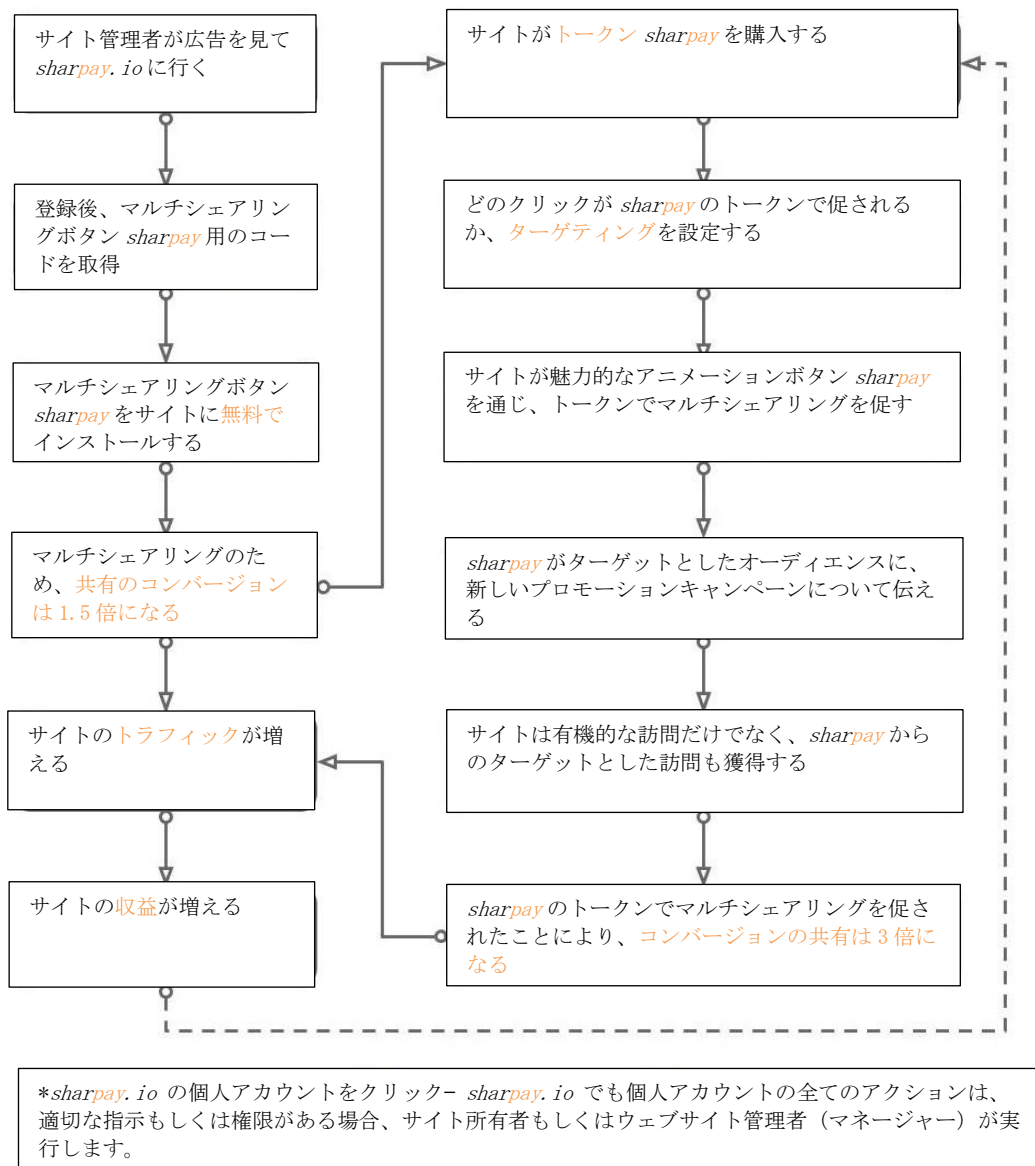 サイト管理者が広告を見て
sharpay.ioに行く
登録後、マルチシェアリン
グボタン sharpay 用のコー
ドを取得
マルチシェアリングボタン
sharpay をサイトに無料で
インストールする
マルチシェアリングのた
め、共有のコンバージョン
は 1.5 倍になる
サイトのトラフィックが増
える
サイトの収益が増える
サイトがトークン sharpay を購入する
どのクリックが sharpay のトークンで促される
か、ターゲティングを設定する
サイトが魅力的なアニメーションボタン sharpay
を通じ、トークンでマルチシェアリングを促す
sharpay がターゲットとしたオーディエンスに、
新しいプロモーションキャンペーンについて伝え
る
サイトは有機的な訪問だけでなく、sharpay から
のターゲットとした訪問も獲得する
sharpay のトークンでマルチシェアリングを促さ
れたことにより、コンバージョンの共有は 3 倍に
なる
*sharpay.io の個人アカウントをクリック− sharpay.io でも個人アカウントの全てのアクションは、
適切な指示もしくは権限がある場合、サイト所有者もしくはウェブサイト管理者（マネージャー）が実
行します。